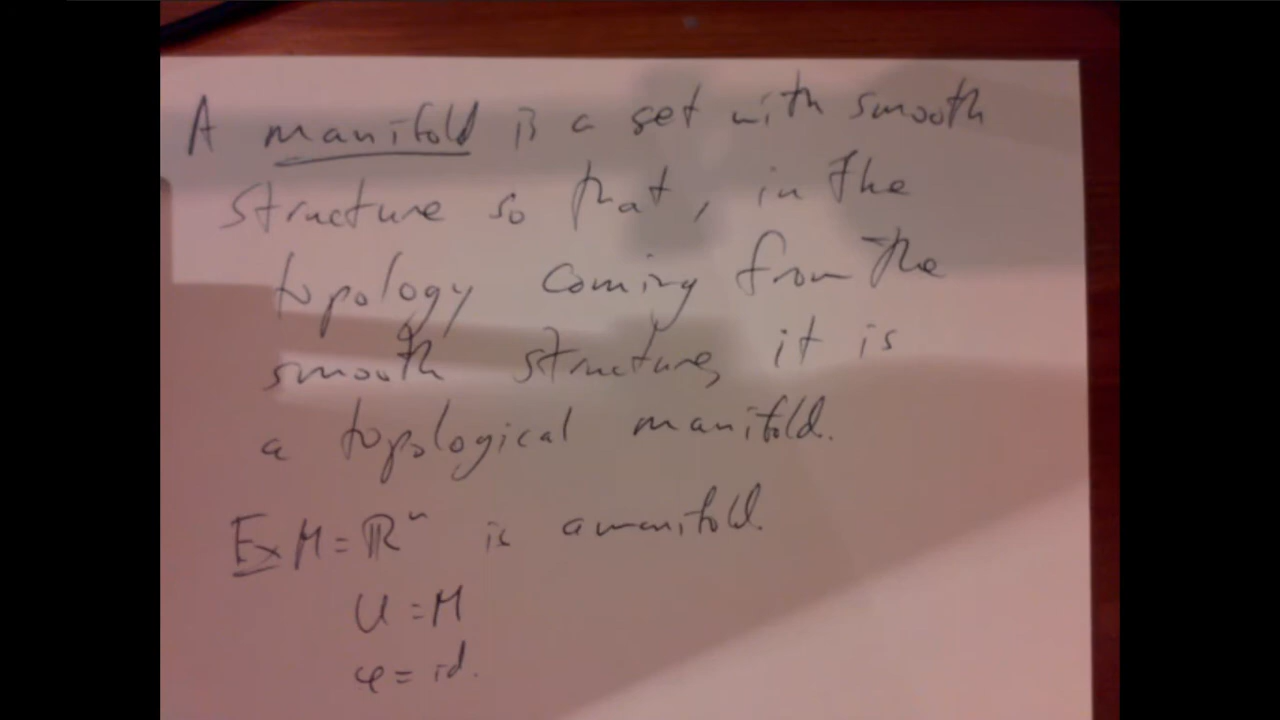 A manifold is a set with smooth
structure so that, in the
topology coming from the
smooth structure, it is
a topological manifold.
Ex M = ℝⁿ is a manifold.
U = M
φ = id.